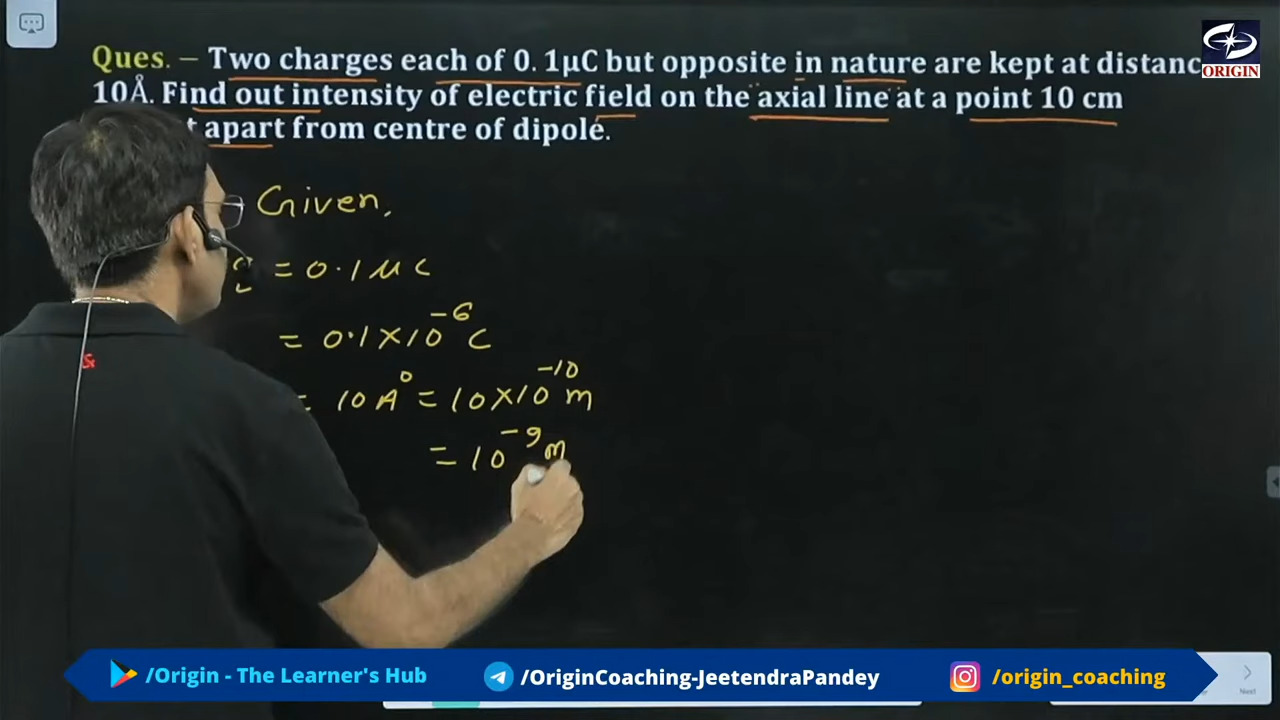 ORIGIN
Ques. – Two charges each of 0.1μC but opposite in nature are kept at distanc
10Å. Find out intensity of electric field on the axial line at a point 10 cm
apart from centre of dipole.
Given,
= 0.1 μC
= 0.1×10⁻⁶ C
= 10 A° = 10×10⁻¹⁰ m
= 10⁻⁹ m
/Origin - The Learner's Hub
/OriginCoaching-JeetendraPandey
/origin_coaching
Next